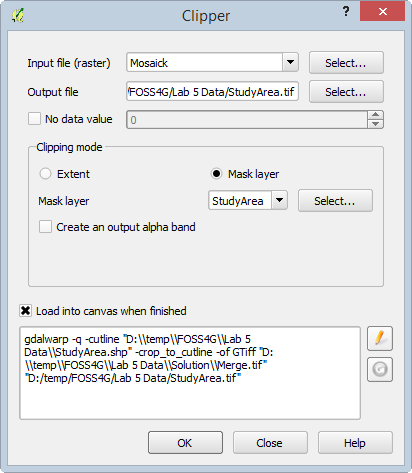 Clipper
?
Input file (raster) Mosaick Select...
Output file /FOSS4G/Lab 5 Data/StudyArea.tif Select...
No data value 0
Clipping mode
Extent Mask layer
Mask layer StudyArea Select...
Create an output alpha band
Load into canvas when finished
gdalwarp -q -cutline "D:\\temp\\FOSS4G\\Lab 5
Data\\StudyArea.shp" -crop_to_cutline -of GTiff "D:
\\temp\\FOSS4G\\Lab 5 Data\\Solution\\Merge.tif"
"D:/temp/FOSS4G/Lab 5 Data/StudyArea.tif"
OK Close Help